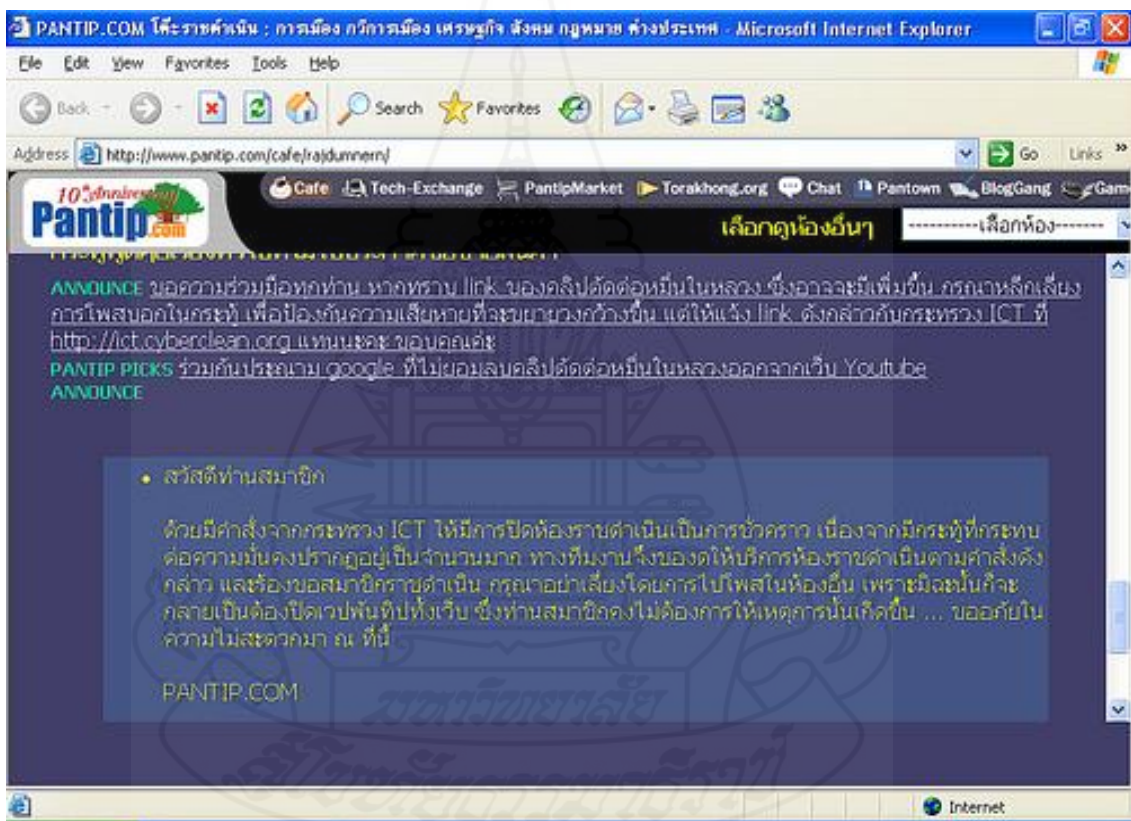 PANTIP.COM โต๊ะราชดำเนิน : การเมือง กวีการเมือง เศรษฐกิจ สังคม กฎหมาย ต่างประเทศ - Microsoft Internet Explorer
File Edit View Favorites Tools Help
Back Search Favorites
Address http://www.pantip.com/cafe/rajdumnern/ Go Links »
10th Anniversary Cafe Tech-Exchange PantipMarket Torakhong.org Chat Pantown BlogGang Gam
Pantip.com เลือกดูห้องอื่นๆ ----------เลือกห้อง-------
ANNOUNCE ขอความร่วมมือทุกท่าน หากทราบ link ของคลิปตัดต่อหมิ่นในหลวง ซึ่งอาจจะมีเพิ่มขึ้น กรุณาหลีกเลี่ยง
การโพสบอกในกระทู้ เพื่อป้องกันความเสียหายที่จะขยายวงกว้างขึ้น แต่ให้แจ้ง link ดังกล่าวกับกระทรวง ICT ที่
http://ict.cyberclean.org แทนนะคะ ขอบคุณค่ะ
PANTIP PICKS ร่วมกันประณาม google ที่ไม่ยอมลบคลิปตัดต่อหมิ่นในหลวงออกจากเว็บ Youtube
ANNOUNCE
• สวัสดีท่านสมาชิก
ด้วยมีคำสั่งจากกระทรวง ICT ให้มีการปิดห้องราชดำเนินเป็นการชั่วคราว เนื่องจากมีกระทู้ที่กระทบ
ต่อความมั่นคงปรากฏอยู่เป็นจำนวนมาก ทางทีมงานจึงของดให้บริการห้องราชดำเนินตามคำสั่งดัง
กล่าว และร้องขอสมาชิกราชดำเนิน กรุณาอย่าเลี่ยงโดยการไปโพสในห้องอื่น เพราะมิฉะนั้นก็จะ
กลายเป็นต้องปิดเวปพันทิปทั้งเว็บ ซึ่งท่านสมาชิกคงไม่ต้องการให้เหตุการนั้นเกิดขึ้น ... ขออภัยใน
ความไม่สะดวกมา ณ ที่นี้
PANTIP.COM
มหาวิทยาลัย
Internet